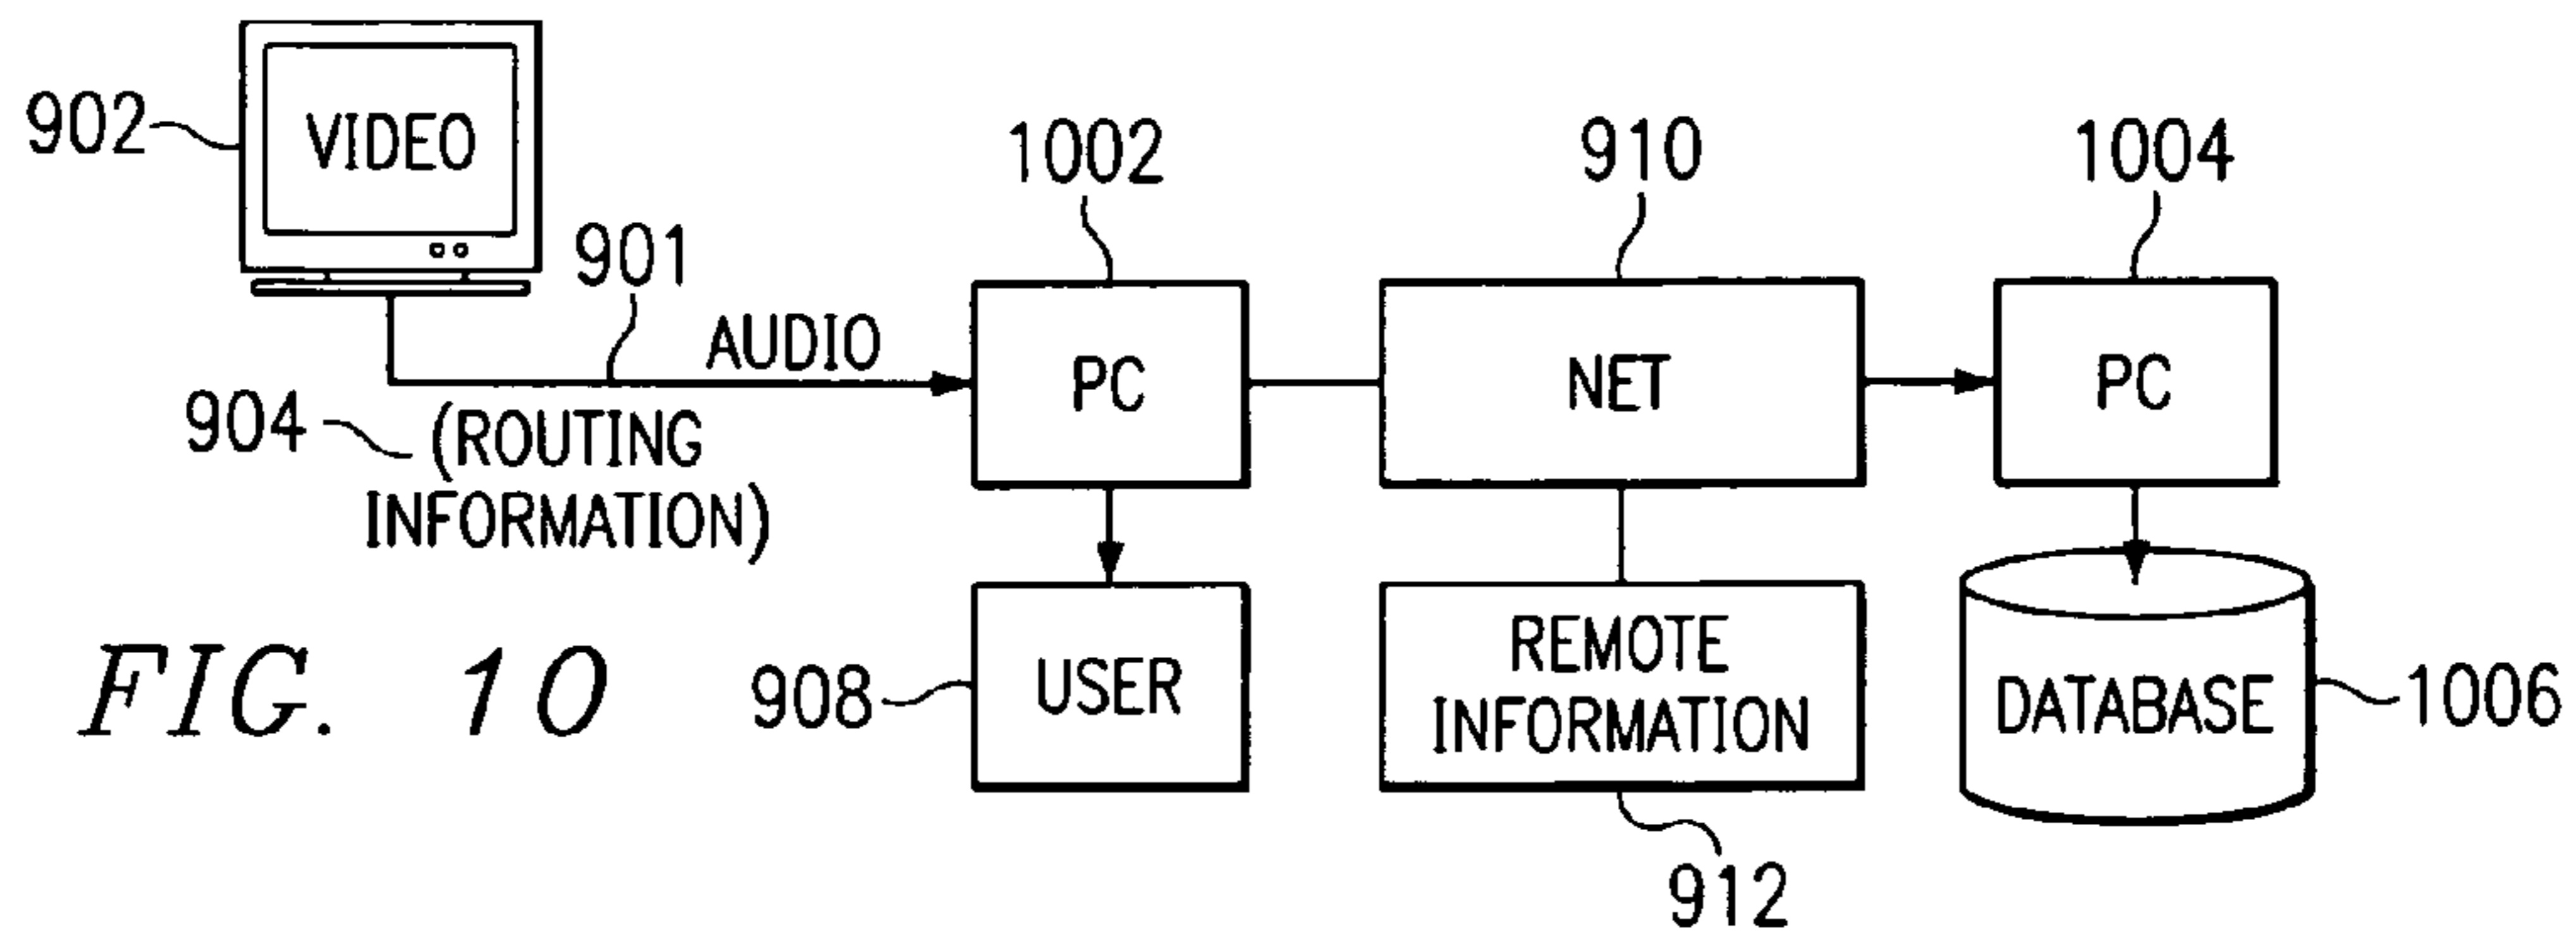 902
VIDEO
901
AUDIO
904
(ROUTING
INFORMATION)
1002
PC
910
NET
1004
PC
908
USER
REMOTE
INFORMATION
912
DATABASE
1006
FIG. 10